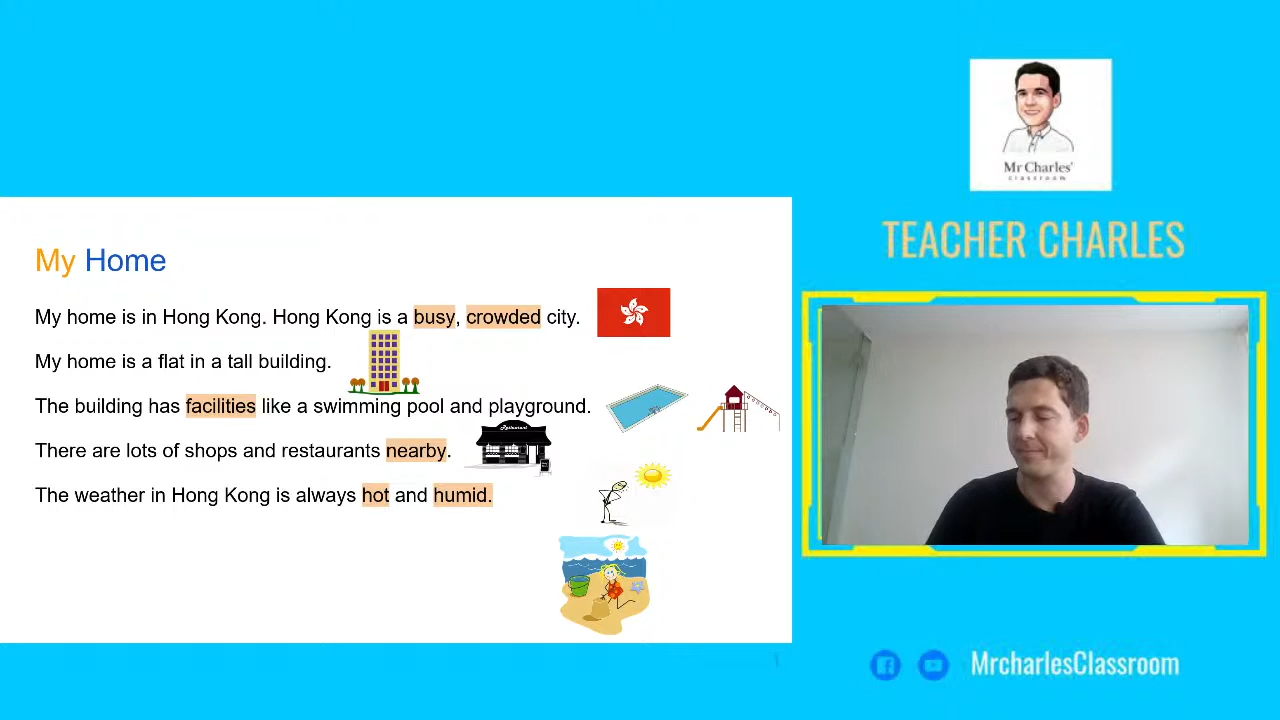 My Home
My home is in Hong Kong. Hong Kong is a busy, crowded city.
My home is a flat in a tall building.
The building has facilities like a swimming pool and playground.
Restaurant
There are lots of shops and restaurants nearby.
The weather in Hong Kong is always hot and humid.
Mr Charles'
classroom
TEACHER CHARLES
MrcharlesClassroom